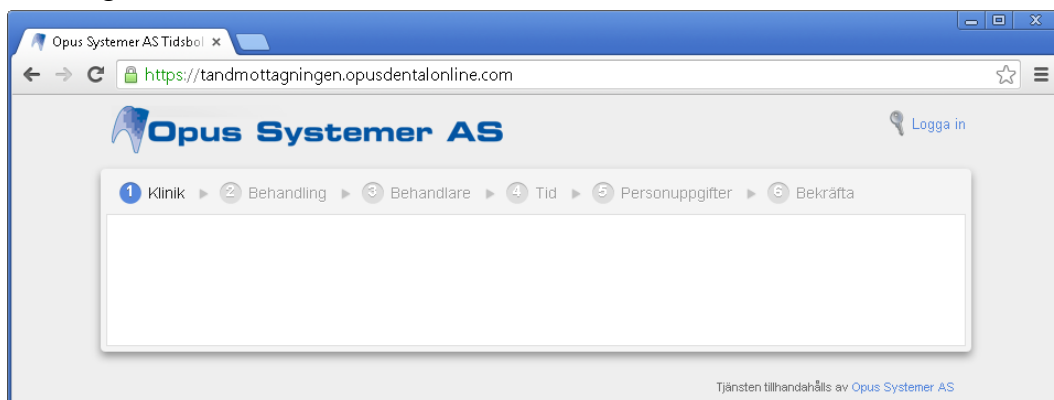 Opus Systemer AS Tidsbol
https://tandmottagningen.opusdentalonline.com
Opus Systemer AS
Logga in
1 Klinik 2 Behandling 3 Behandlare 4 Tid 5 Personuppgifter 6 Bekräfta
Tjänsten tillhandahålls av Opus Systemer AS